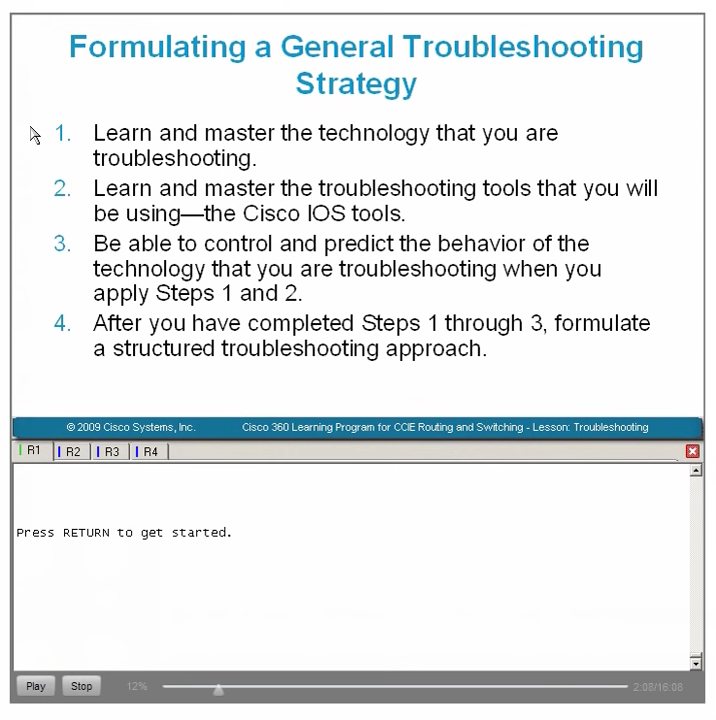 Formulating a General Troubleshooting
Strategy
1. Learn and master the technology that you are
troubleshooting.
2. Learn and master the troubleshooting tools that you will
be using—the Cisco IOS tools.
3. Be able to control and predict the behavior of the
technology that you are troubleshooting when you
apply Steps 1 and 2.
4. After you have completed Steps 1 through 3, formulate
a structured troubleshooting approach.
© 2009 Cisco Systems, Inc. Cisco 360 Learning Program for CCIE Routing and Switching - Lesson: Troubleshooting
R1 R2 R3 R4
Press RETURN to get started.
Play Stop 12% 2:08/16:08